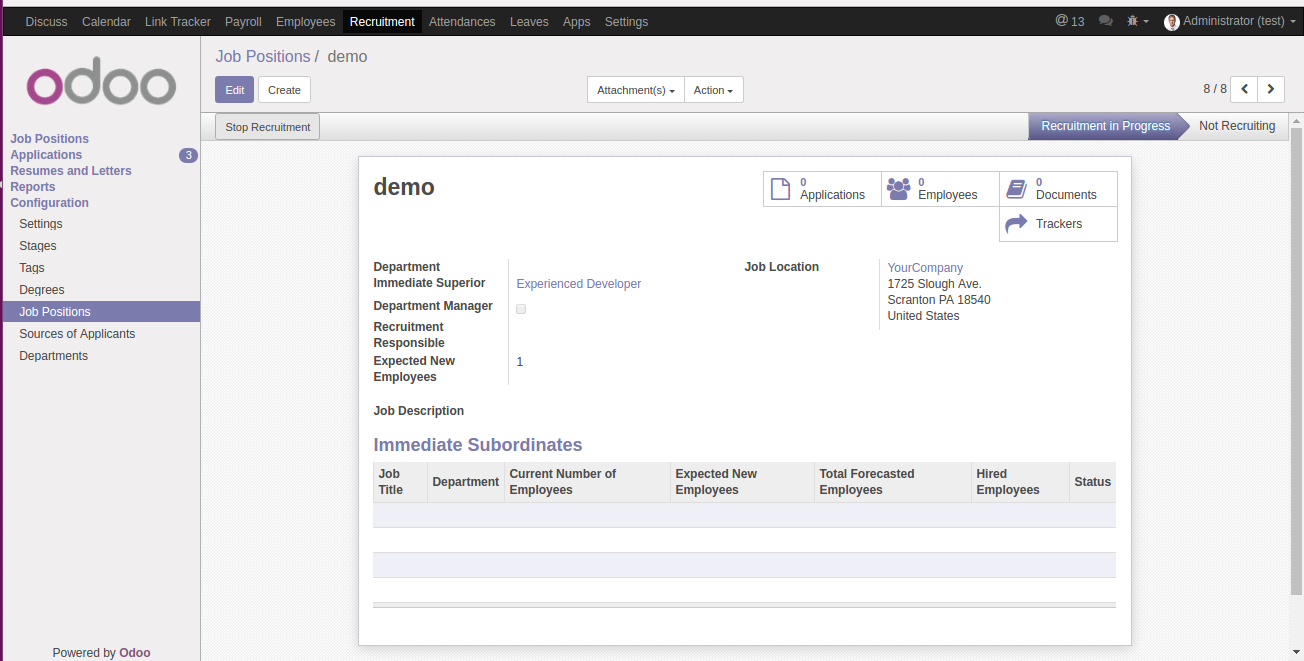 Discuss Calendar Link Tracker Payroll Employees Recruitment Attendances Leaves Apps Settings @ 13 Administrator (test)
odoo
Job Positions / demo
Edit Create Attachment(s) Action 8 / 8
Stop Recruitment Recruitment in Progress Not Recruiting
Job Positions
Applications 3
Resumes and Letters
Reports
Configuration
Settings
Stages
Tags
Degrees
Job Positions
Sources of Applicants
Departments
Powered by Odoo
demo
0 Applications
0 Employees
0 Documents
Trackers
Department
Immediate Superior Experienced Developer
Department Manager
Recruitment
Responsible
Expected New
Employees 1
Job Location YourCompany
1725 Slough Ave.
Scranton PA 18540
United States
Job Description
Immediate Subordinates
Job Title Department Current Number of Employees Expected New Employees Total Forecasted Employees Hired Employees Status